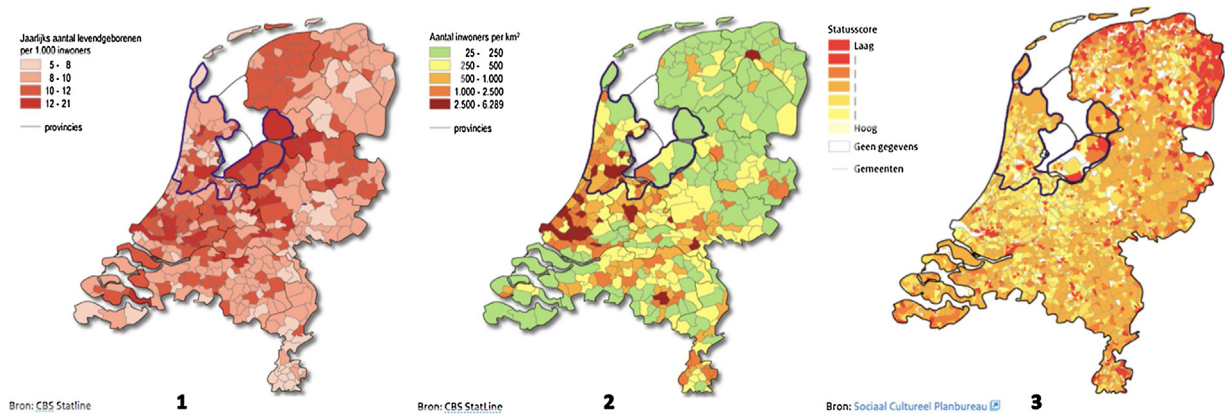 Jaarlijks aantal levendgeborenen
per 1.000 inwoners
5 - 8
8 - 10
10 - 12
12 - 21
provincies
Bron: CBS Statline
1
Aantal inwoners per km²
25 - 250
250 - 500
500 - 1.000
1.000 - 2.500
2.500 - 6.289
provincies
Bron: CBS StatLine
2
Statusscore
Laag
Hoog
Geen gegevens
Gemeenten
Bron: Sociaal Cultureel Planbureau
3